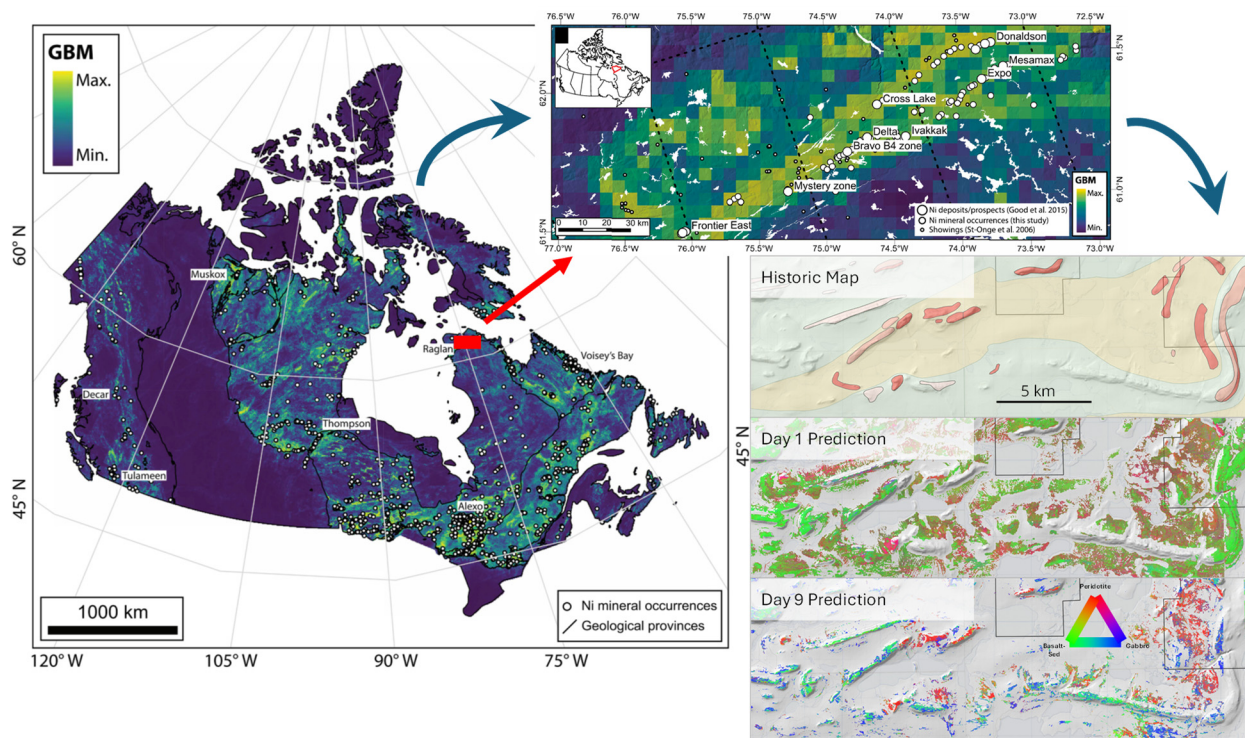 GBM
Max.
Min.
60° N
45° N
Muskox
Decar
Tulameen
Thompson
Alexo
Raglan
Voisey's Bay
Ni mineral occurrences
Geological provinces
1000 km
120°W
105°W
90°W
75°W
45° N
76.5°W
76.0°W
75.5°W
75.0°W
74.5°W
74.0°W
73.5°W
73.0°W
72.5°W
62.0°N
61.5°N
61.5°N
61.0°N
Donaldson
Mesamax
Expo
Cross Lake
Delta
Ivakkak
Bravo B4 zone
Mystery zone
Frontier East
0 10 20 30 km
GBM
Max.
Min.
Ni deposits/prospects (Good et al. 2015)
Ni mineral occurrences (this study)
Showings (St-Onge et al. 2006)
77.0°W
76.5°W
76.0°W
75.5°W
75.0°W
74.5°W
74.0°W
73.5°W
73.0°W
Historic Map
5 km
Day 1 Prediction
Day 9 Prediction
Peridotite
Basalt-
Sed
Gabbro